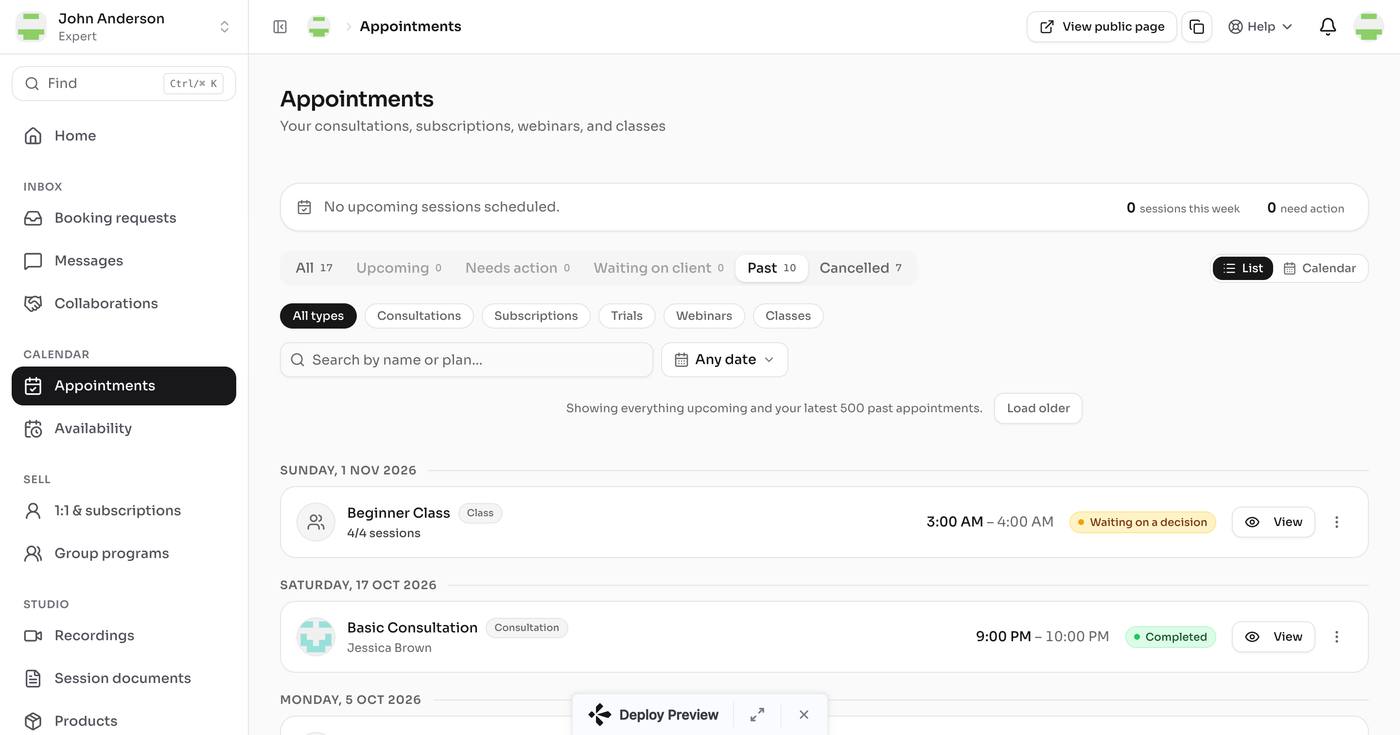 John Anderson
Expert
Appointments
View public page
Help
Find
Ctrl/⌘ K
Home
INBOX
Booking requests
Messages
Collaborations
CALENDAR
Appointments
Availability
SELL
1:1 & subscriptions
Group programs
STUDIO
Recordings
Session documents
Products
Appointments
Your consultations, subscriptions, webinars, and classes
No upcoming sessions scheduled.
0 sessions this week
0 need action
All 17
Upcoming 0
Needs action 0
Waiting on client 0
Past 10
Cancelled 7
List
Calendar
All types
Consultations
Subscriptions
Trials
Webinars
Classes
Search by name or plan...
Any date
Showing everything upcoming and your latest 500 past appointments.
Load older
SUNDAY, 1 NOV 2026
Beginner Class
Class
4/4 sessions
3:00 AM – 4:00 AM
Waiting on a decision
View
SATURDAY, 17 OCT 2026
Basic Consultation
Consultation
Jessica Brown
9:00 PM – 10:00 PM
Completed
View
MONDAY, 5 OCT 2026
Deploy Preview